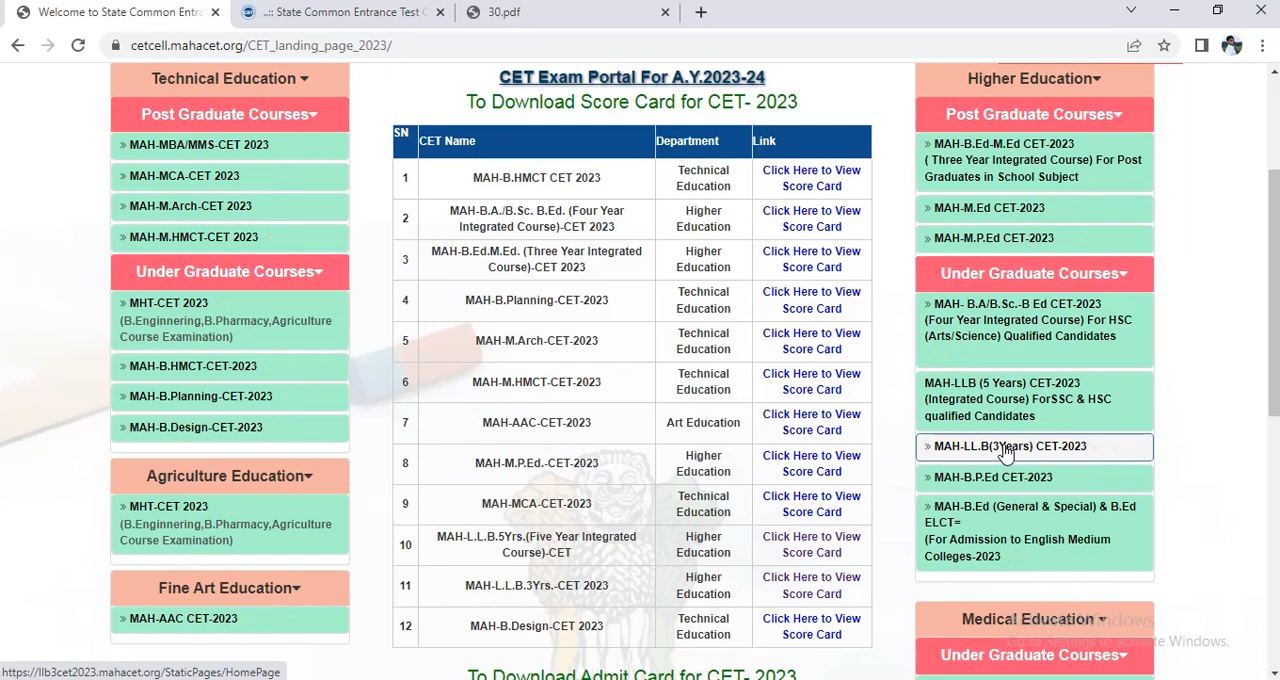 Welcome to State Common Entra
..:: State Common Entrance Test C
30.pdf
cetcell.mahacet.org/CET_landing_page_2023/
Technical Education
Post Graduate Courses
» MAH-MBA/MMS-CET 2023
» MAH-MCA-CET 2023
» MAH-M.Arch-CET 2023
» MAH-M.HMCT-CET 2023
Under Graduate Courses
» MHT-CET 2023
(B.Enginnering,B.Pharmacy,Agriculture
Course Examination)
» MAH-B.HMCT-CET-2023
» MAH-B.Planning-CET-2023
» MAH-B.Design-CET-2023
Agriculture Education
» MHT-CET 2023
(B.Enginnering,B.Pharmacy,Agriculture
Course Examination)
Fine Art Education
» MAH-AAC CET-2023
CET Exam Portal For A.Y.2023-24
To Download Score Card for CET- 2023
SN CET Name Department Link
1 MAH-B.HMCT CET 2023 Technical Education Click Here to View Score Card
2 MAH-B.A./B.Sc. B.Ed. (Four Year Integrated Course)-CET 2023 Higher Education Click Here to View Score Card
3 MAH-B.Ed.M.Ed. (Three Year Integrated Course)-CET 2023 Higher Education Click Here to View Score Card
4 MAH-B.Planning-CET-2023 Technical Education Click Here to View Score Card
5 MAH-M.Arch-CET-2023 Technical Education Click Here to View Score Card
6 MAH-M.HMCT-CET-2023 Technical Education Click Here to View Score Card
7 MAH-AAC-CET-2023 Art Education Click Here to View Score Card
8 MAH-M.P.Ed.-CET-2023 Higher Education Click Here to View Score Card
9 MAH-MCA-CET-2023 Technical Education Click Here to View Score Card
10 MAH-L.L.B.5Yrs.(Five Year Integrated Course)-CET Higher Education Click Here to View Score Card
11 MAH-L.L.B.3Yrs.-CET 2023 Higher Education Click Here to View Score Card
12 MAH-B.Design-CET 2023 Technical Education Click Here to View Score Card
To Download Admit Card for CET- 2023
Higher Education
Post Graduate Courses
» MAH-B.Ed-M.Ed CET-2023
( Three Year Integrated Course) For Post
Graduates in School Subject
» MAH-M.Ed CET-2023
» MAH-M.P.Ed CET-2023
Under Graduate Courses
» MAH- B.A/B.Sc.-B Ed CET-2023
(Four Year Integrated Course) For HSC
(Arts/Science) Qualified Candidates
MAH-LLB (5 Years) CET-2023
(Integrated Course) ForSSC & HSC
qualified Candidates
» MAH-LL.B(3Years) CET-2023
» MAH-B.P.Ed CET-2023
» MAH-B.Ed (General & Special) & B.Ed
ELCT=
(For Admission to English Medium
Colleges-2023
Medical Education
Under Graduate Courses
Activate Windows
Go to Settings to activate Windows.
https://llb3cet2023.mahacet.org/StaticPages/HomePage